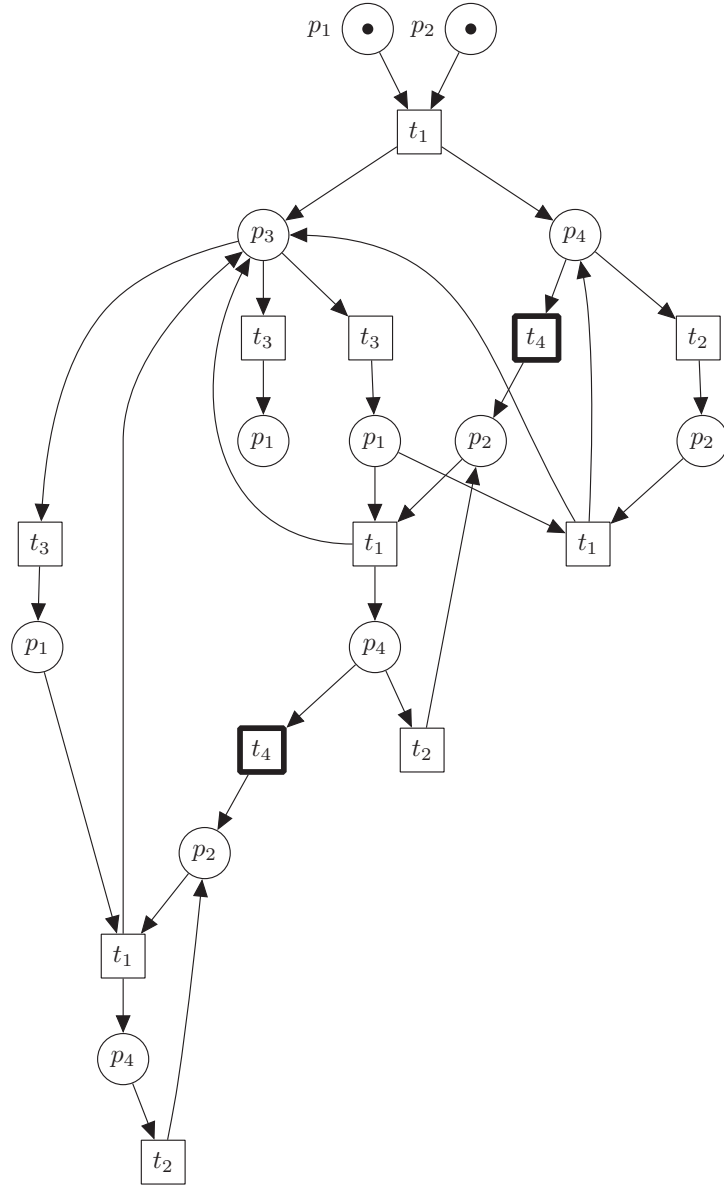 p₁ p₂
t₁
p₃ p₄
t₃ t₃ t₄ t₂
p₁ p₁ p₂ p₂
t₃ t₁ t₁
p₁ p₄
t₄ t₂
p₂
t₁
p₄
t₂